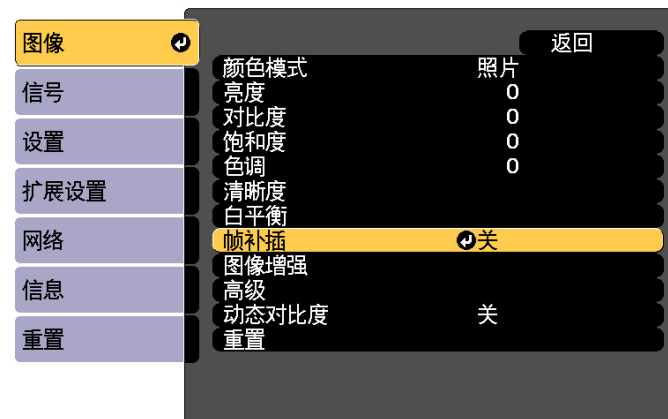 图像
信号
设置
扩展设置
网络
信息
重置
返回
颜色模式 照片
亮度 0
对比度 0
饱和度 0
色调 0
清晰度
白平衡
帧补插 关
图像增强
高级
动态对比度 关
重置